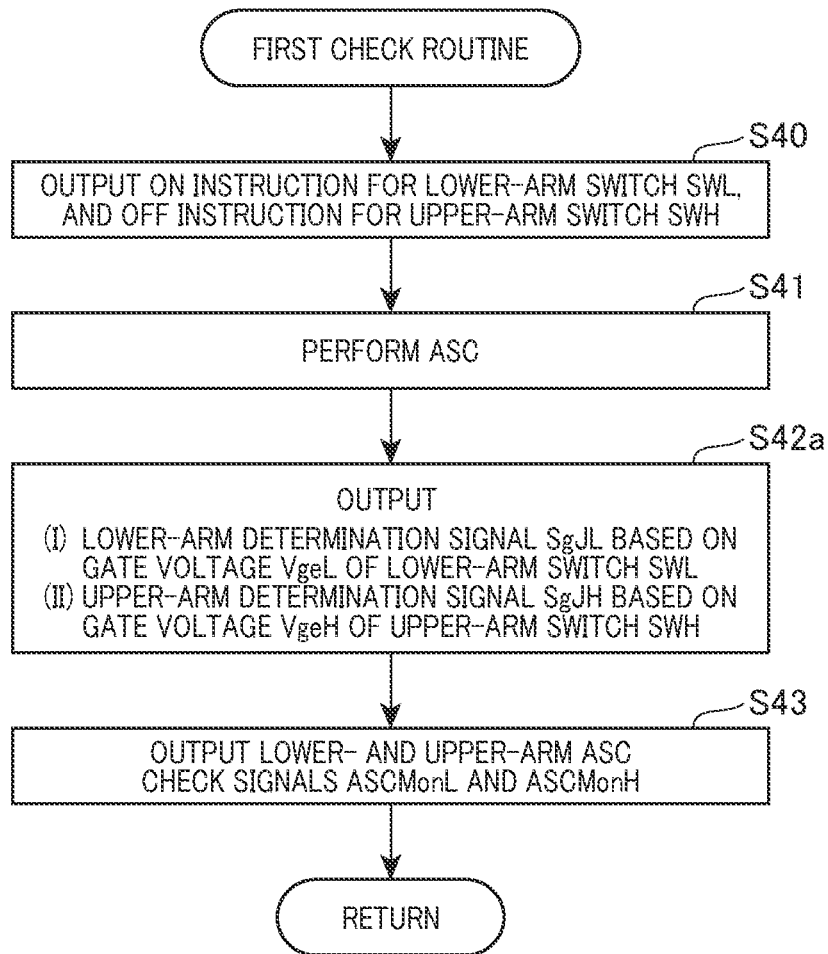 FIRST CHECK ROUTINE
S40
OUTPUT ON INSTRUCTION FOR LOWER-ARM SWITCH SWL,
AND OFF INSTRUCTION FOR UPPER-ARM SWITCH SWH
S41
PERFORM ASC
S42a
OUTPUT
(I) LOWER-ARM DETERMINATION SIGNAL SgJL BASED ON
GATE VOLTAGE VgeL OF LOWER-ARM SWITCH SWL
(II) UPPER-ARM DETERMINATION SIGNAL SgJH BASED ON
GATE VOLTAGE VgeH OF UPPER-ARM SWITCH SWH
S43
OUTPUT LOWER- AND UPPER-ARM ASC
CHECK SIGNALS ASCMonL AND ASCMonH
RETURN